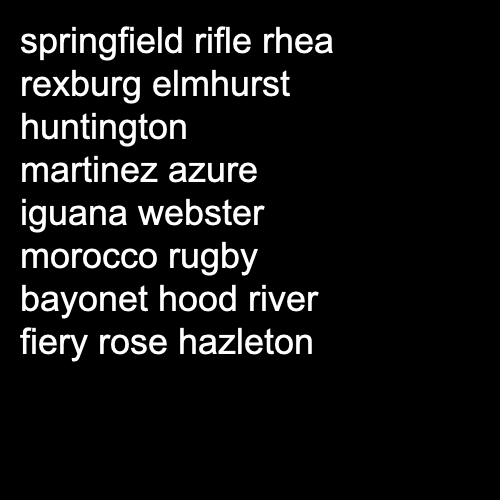 springfield rifle rhea
rexburg elmhurst
huntington
martinez azure
iguana webster
morocco rugby
bayonet hood river
fiery rose hazleton